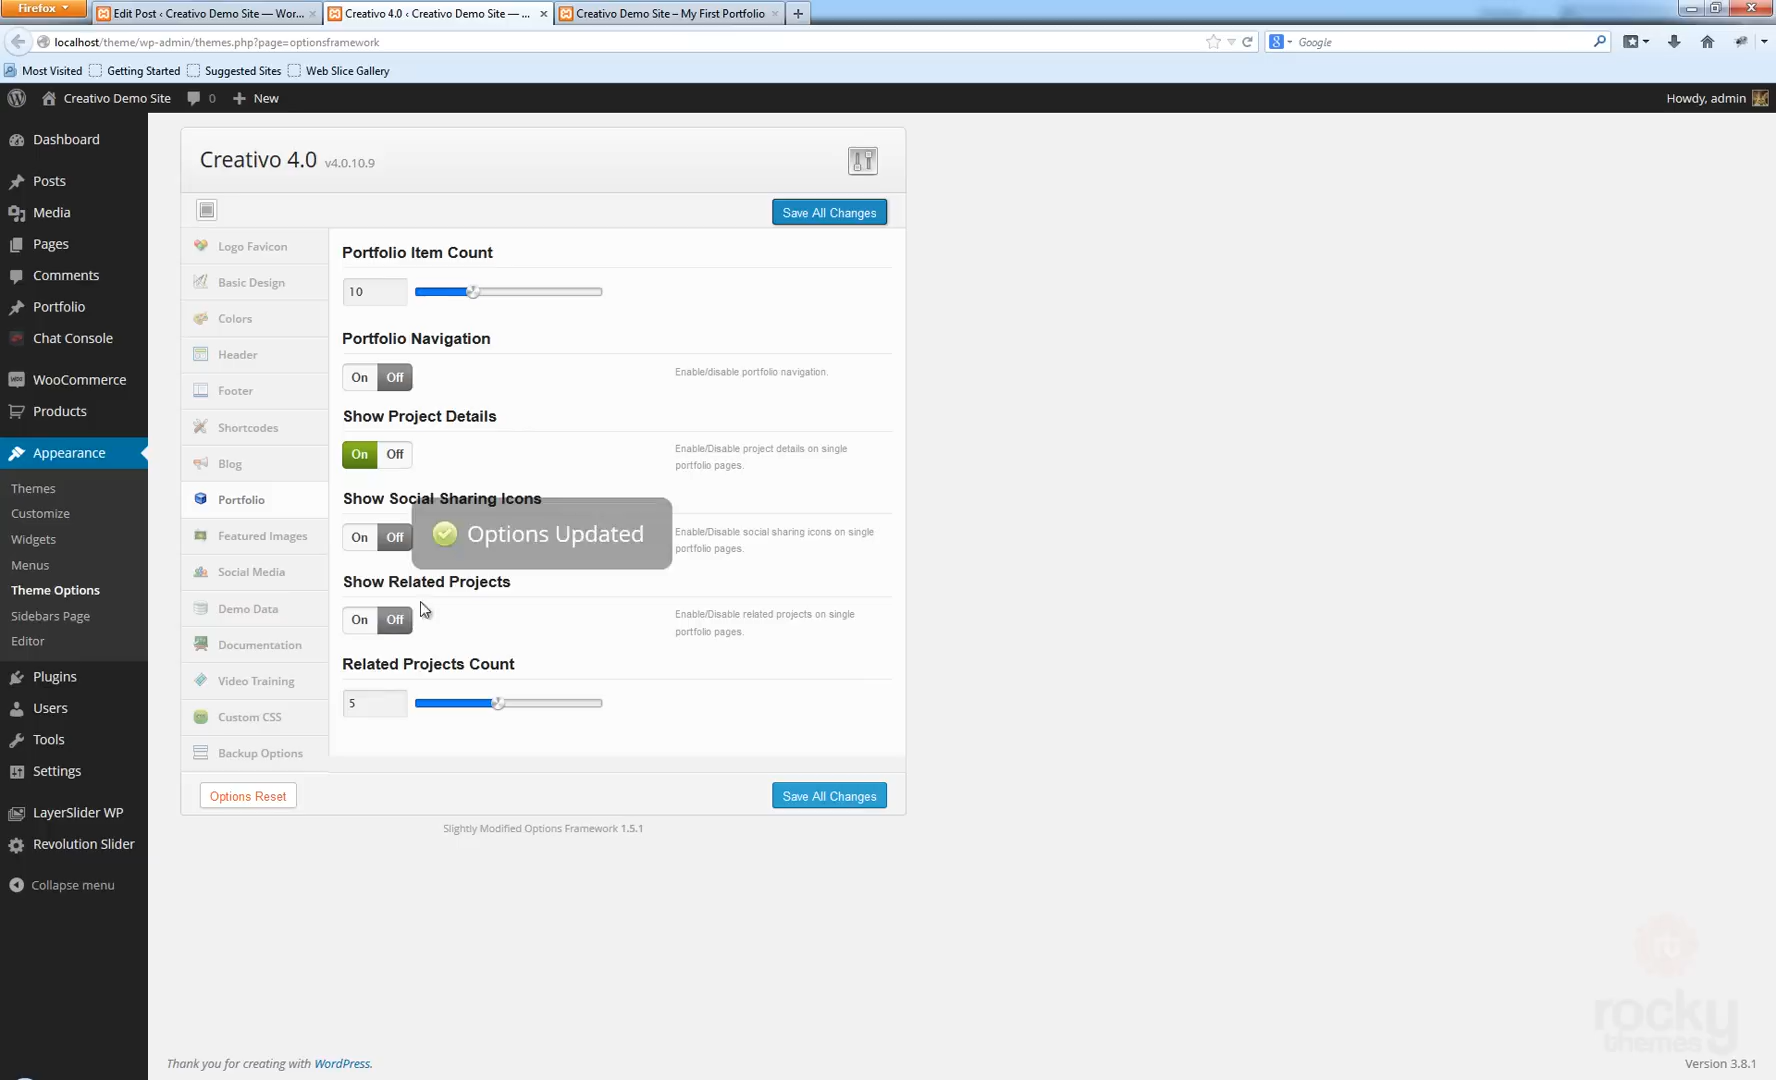 Firefox
Edit Post ‹ Creativo Demo Site — Wor...
Creativo 4.0 ‹ Creativo Demo Site — ...
Creativo Demo Site – My First Portfolio
localhost/theme/wp-admin/themes.php?page=optionsframework
Google
Most Visited
Getting Started
Suggested Sites
Web Slice Gallery
Creativo Demo Site
0
New
Howdy, admin
Dashboard
Posts
Media
Pages
Comments
Portfolio
Chat Console
WooCommerce
Products
Appearance
Themes
Customize
Widgets
Menus
Theme Options
Sidebars Page
Editor
Plugins
Users
Tools
Settings
LayerSlider WP
Revolution Slider
Collapse menu
Creativo 4.0 v4.0.10.9
Save All Changes
Logo Favicon
Basic Design
Colors
Header
Footer
Shortcodes
Blog
Portfolio
Featured Images
Social Media
Demo Data
Documentation
Video Training
Custom CSS
Backup Options
Portfolio Item Count
10
Portfolio Navigation
On Off
Enable/disable portfolio navigation.
Show Project Details
On Off
Enable/Disable project details on single
portfolio pages.
Show Social Sharing Icons
On Off
Enable/Disable social sharing icons on single
portfolio pages.
Options Updated
Show Related Projects
On Off
Enable/Disable related projects on single
portfolio pages.
Related Projects Count
5
Options Reset
Save All Changes
Slightly Modified Options Framework 1.5.1
rocky
themes
Thank you for creating with WordPress.
Version 3.8.1